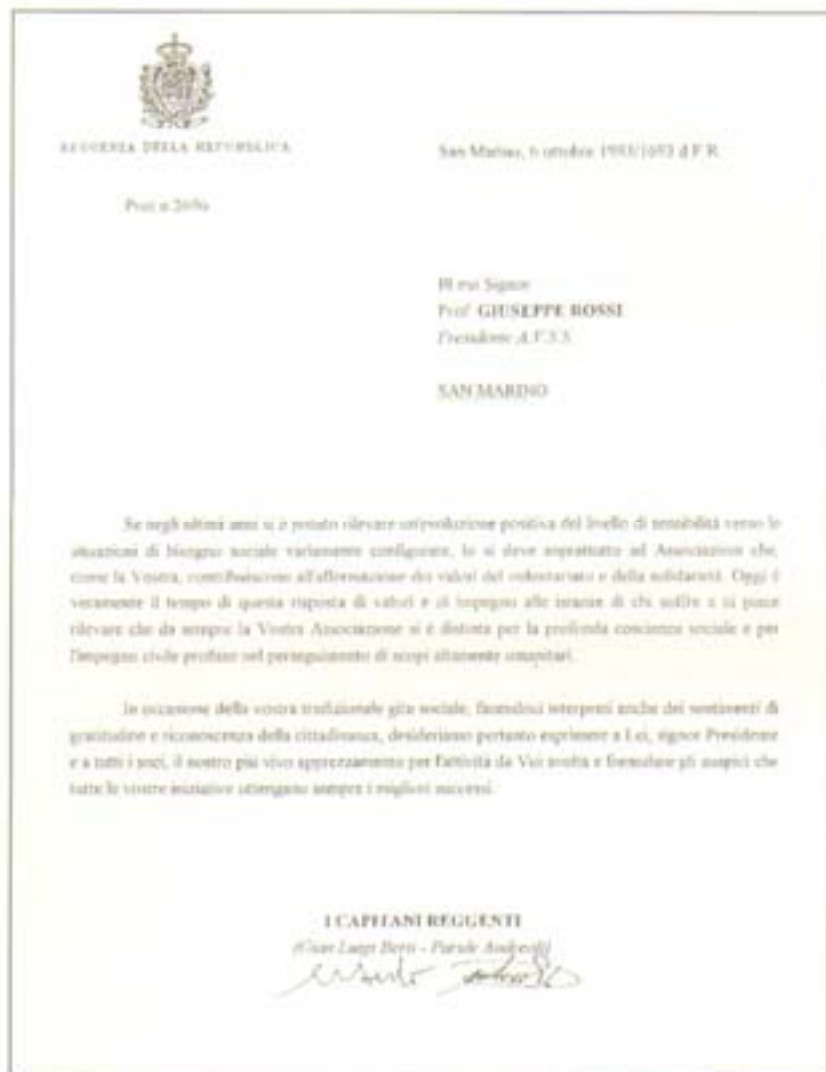 REGGENZA DELLA REPUBBLICA
San Marino, 6 ottobre 1993/1693 d.F.R.
Prot. n.
Ill.mo Signor
Prof. GIUSEPPE ROSSI
Presidente A.V.S.S.
SAN MARINO
Se negli ultimi anni si è potuto rilevare un'evoluzione positiva del livello di sensibilità verso le
situazioni di bisogno sociale variamente configurate, lo si deve soprattutto ad Associazioni che,
come la Vostra, contribuiscono all'affermazione dei valori del volontariato e della solidarietà. Oggi è
veramente il tempo di questa risposta di valori e di impegno alle istanze di chi soffre e ci piace
rilevare che da sempre la Vostra Associazione si è distinta per la profonda coscienza sociale e per
l'impegno civile profuso nel perseguimento di scopi altamente umanitari.
In occasione della vostra tradizionale gita sociale, facendoci interpreti anche dei sentimenti di
gratitudine e riconoscenza della cittadinanza, desideriamo pertanto esprimere a Lei, signor Presidente
e a tutti i soci, il nostro più vivo apprezzamento per l'attività da Voi svolta e formulare gli auspici che
tutte le vostre iniziative ottengano sempre i migliori successi.
I CAPITANI REGGENTI
(Gian Luigi Berti - Paride Andreoli)